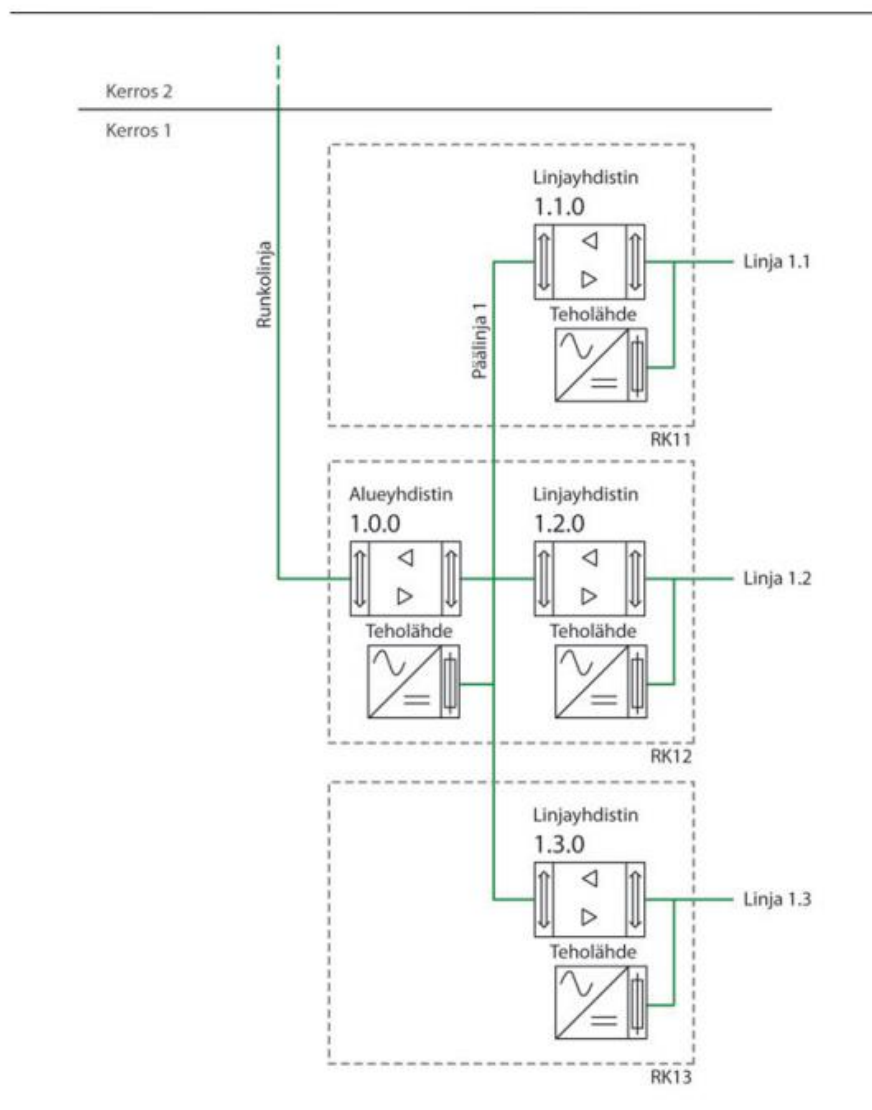 Kerros 2
Kerros 1
Runkolinja
Linjayhdistin
1.1.0
Linja 1.1
Päälinja 1
Teholähde
RK11
Alueyhdistin
1.0.0
Linjayhdistin
1.2.0
Linja 1.2
Teholähde
Teholähde
RK12
Linjayhdistin
1.3.0
Linja 1.3
Teholähde
RK13